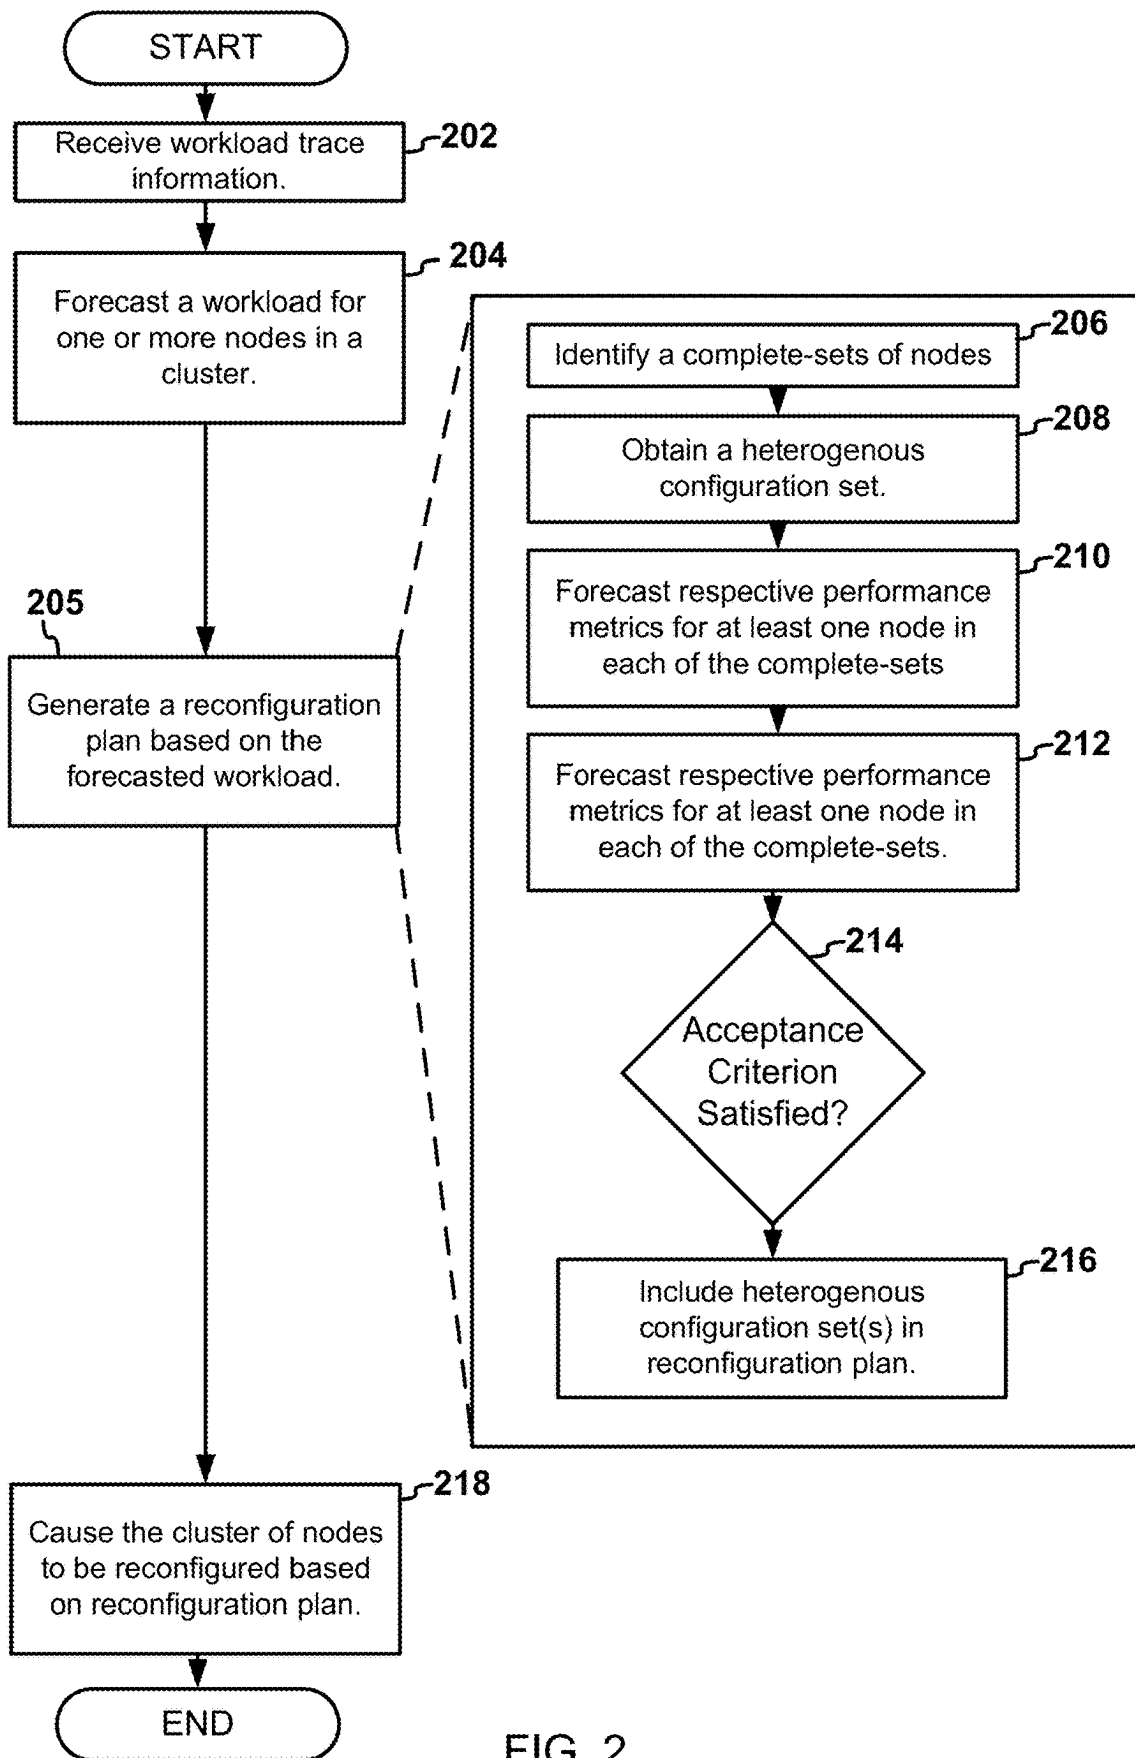 START
Receive workload trace
information.
202
Forecast a workload for
one or more nodes in a
cluster.
204
205
Generate a reconfiguration
plan based on the
forecasted workload.
Identify a complete-sets of nodes
206
Obtain a heterogenous
configuration set.
208
Forecast respective performance
metrics for at least one node in
each of the complete-sets
210
Forecast respective performance
metrics for at least one node in
each of the complete-sets.
212
214
Acceptance
Criterion
Satisfied?
Include heterogenous
configuration set(s) in
reconfiguration plan.
216
Cause the cluster of nodes
to be reconfigured based
on reconfiguration plan.
218
END
FIG. 2